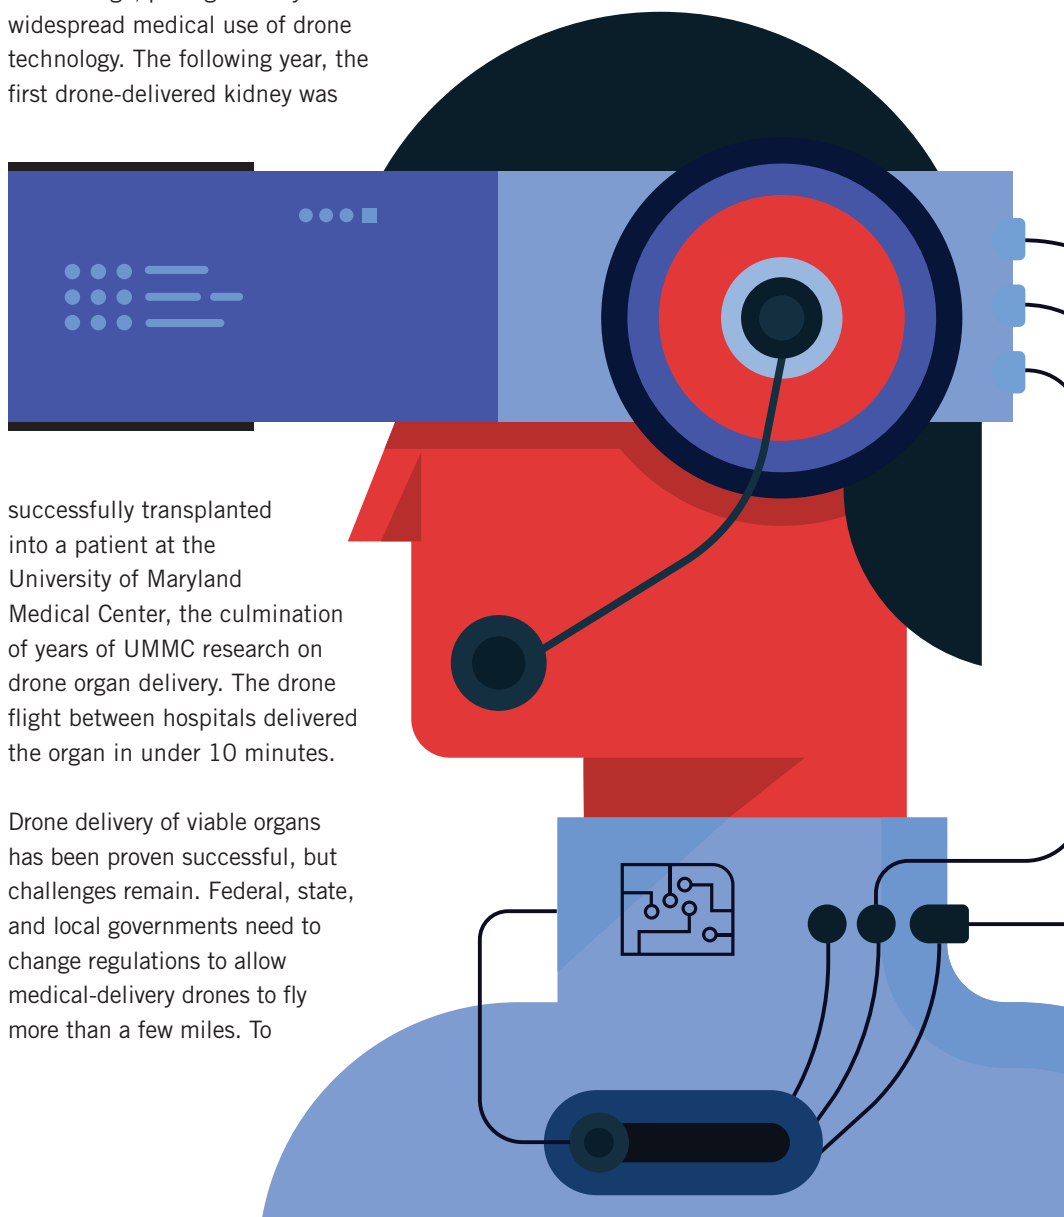 widespread medical use of drone
technology. The following year, the
first drone-delivered kidney was
successfully transplanted
into a patient at the
University of Maryland
Medical Center, the culmination
of years of UMMC research on
drone organ delivery. The drone
flight between hospitals delivered
the organ in under 10 minutes.
Drone delivery of viable organs
has been proven successful, but
challenges remain. Federal, state,
and local governments need to
change regulations to allow
medical-delivery drones to fly
more than a few miles. To